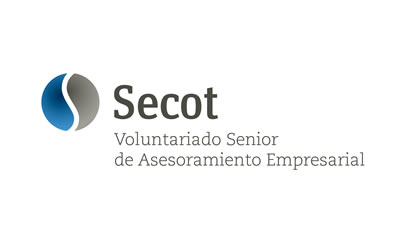 Secot
Voluntariado Senior
de Asesoramiento Empresarial